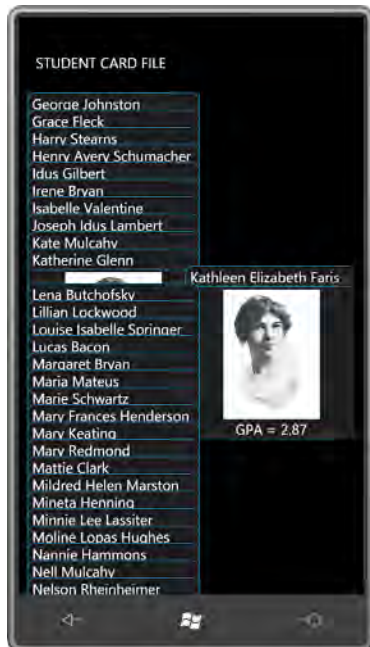 STUDENT CARD FILE
George Johnston
Grace Fleck
Harry Stearns
Henry Avery Schumacher
Idus Gilbert
Irene Bryan
Isabelle Valentine
Joseph Idus Lambert
Kate Mulcahy
Katherine Glenn
Kathleen Elizabeth Faris
GPA = 2.87
Lena Butchofsky
Lillian Lockwood
Louise Isabelle Springer
Lucas Bacon
Margaret Bryan
Maria Mateus
Marie Schwartz
Mary Frances Henderson
Mary Keating
Mary Redmond
Mattie Clark
Mildred Helen Marston
Mineta Henning
Minnie Lee Lassiter
Moline Lopas Hughes
Nannie Hammons
Nell Mulcahy
Nelson Rheinheimer